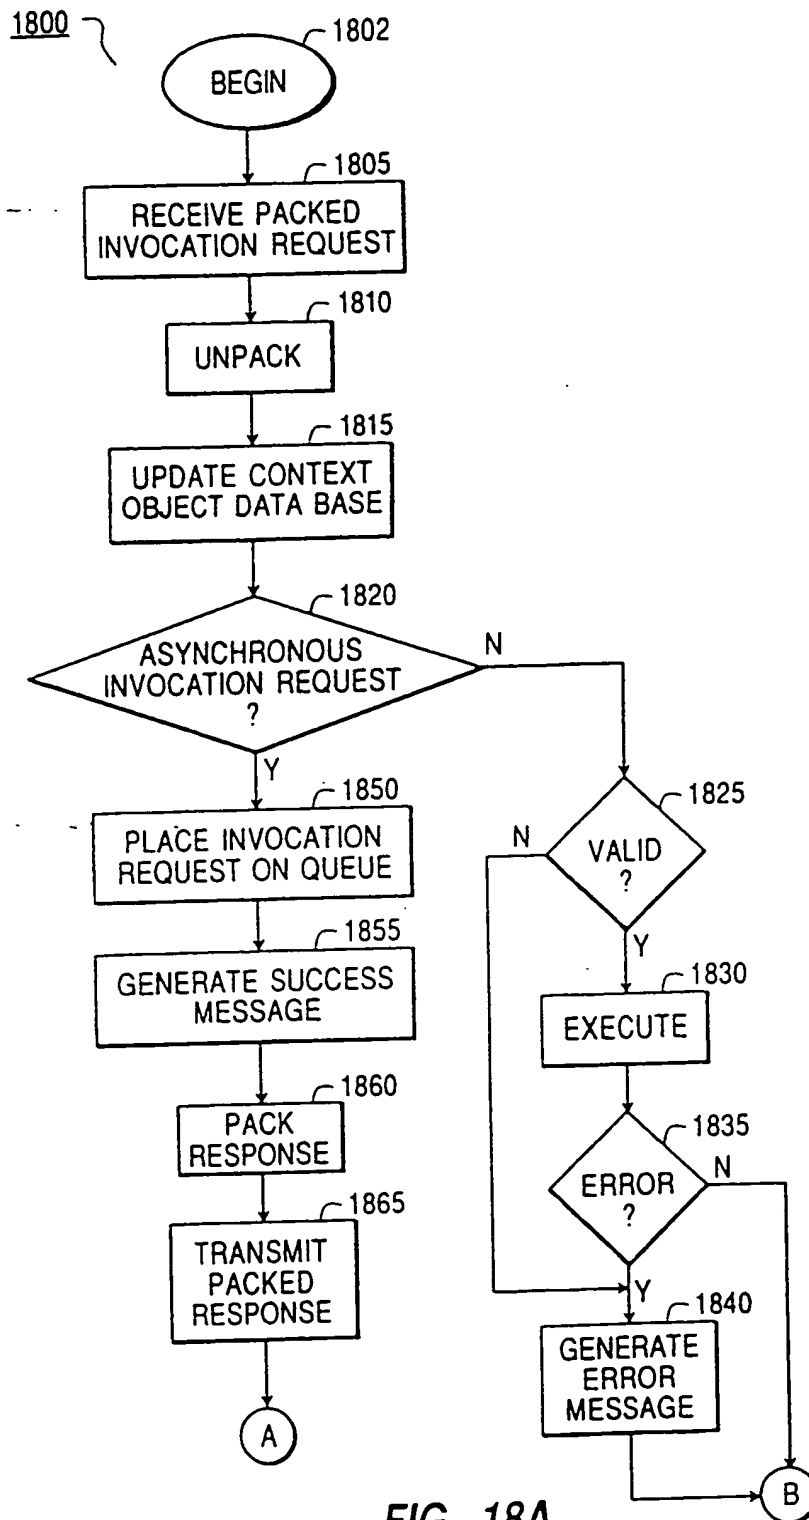 1800
1802
BEGIN
1805
RECEIVE PACKED
INVOCATION REQUEST
1810
UNPACK
1815
UPDATE CONTEXT
OBJECT DATA BASE
1820
ASYNCHRONOUS
INVOCATION REQUEST
?
N
Y
1850
PLACE INVOCATION
REQUEST ON QUEUE
1855
GENERATE SUCCESS
MESSAGE
1860
PACK
RESPONSE
1865
TRANSMIT
PACKED
RESPONSE
A
1825
VALID
?
N
Y
1830
EXECUTE
1835
ERROR
?
N
Y
1840
GENERATE
ERROR
MESSAGE
B
FIG. 18A